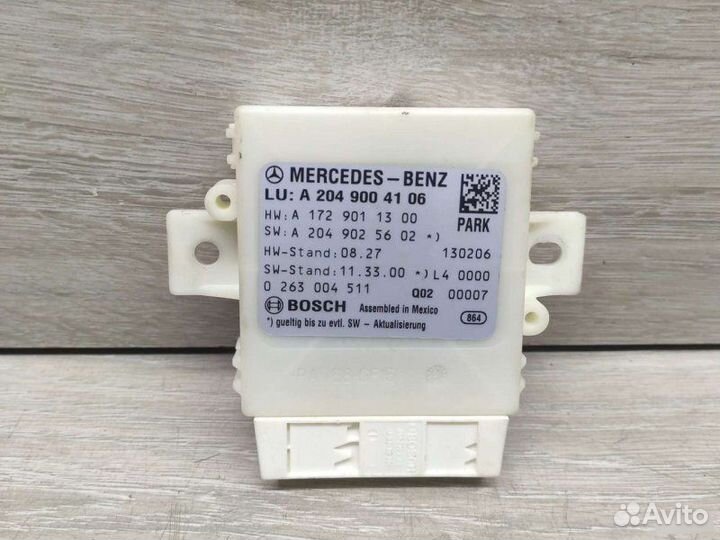 MERCEDES-BENZ
LU: A 204 900 41 06
HW: A 172 901 13 00
PARK
SW: A 204 902 56 02 *)
HW-Stand: 08.27 130206
SW-Stand: 11.33.00 *) L4 0000
0 263 004 511 Q02 00007
BOSCH Assembled in Mexico
*) gueltig bis zu evtl. SW - Aktualisierung
864
Avito